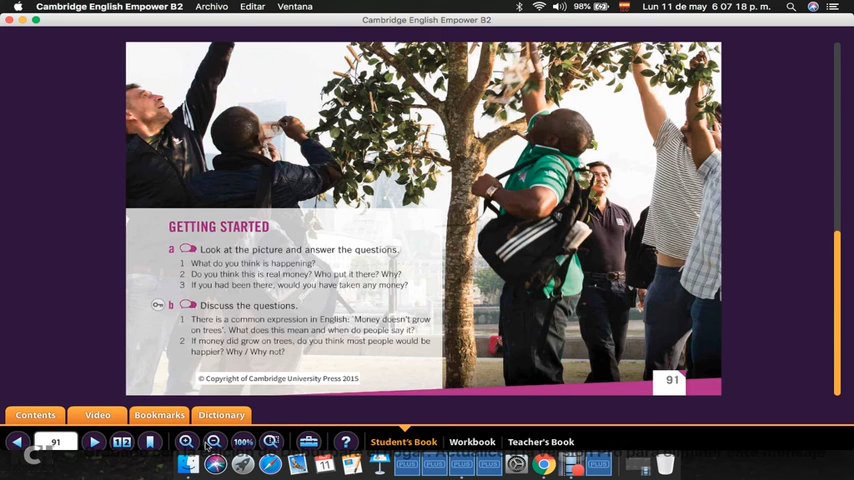 Cambridge English Empower B2 Archivo Editar Ventana 98% Lun 11 de may 6 07 18 p. m.
Cambridge English Empower B2
GETTING STARTED
a Look at the picture and answer the questions.
1 What do you think is happening?
2 Do you think this is real money? Who put it there? Why?
3 If you had been there, would you have taken any money?
b Discuss the questions.
1 There is a common expression in English: 'Money doesn't grow
on trees'. What does this mean and when do people say it?
2 If money did grow on trees, do you think most people would be
happier? Why / Why not?
© Copyright of Cambridge University Press 2015
91
Contents Video Bookmarks Dictionary
91 1 2 100% ? Student's Book Workbook Teacher's Book
11 PLUS PLUS PLUS PLUS PLUS